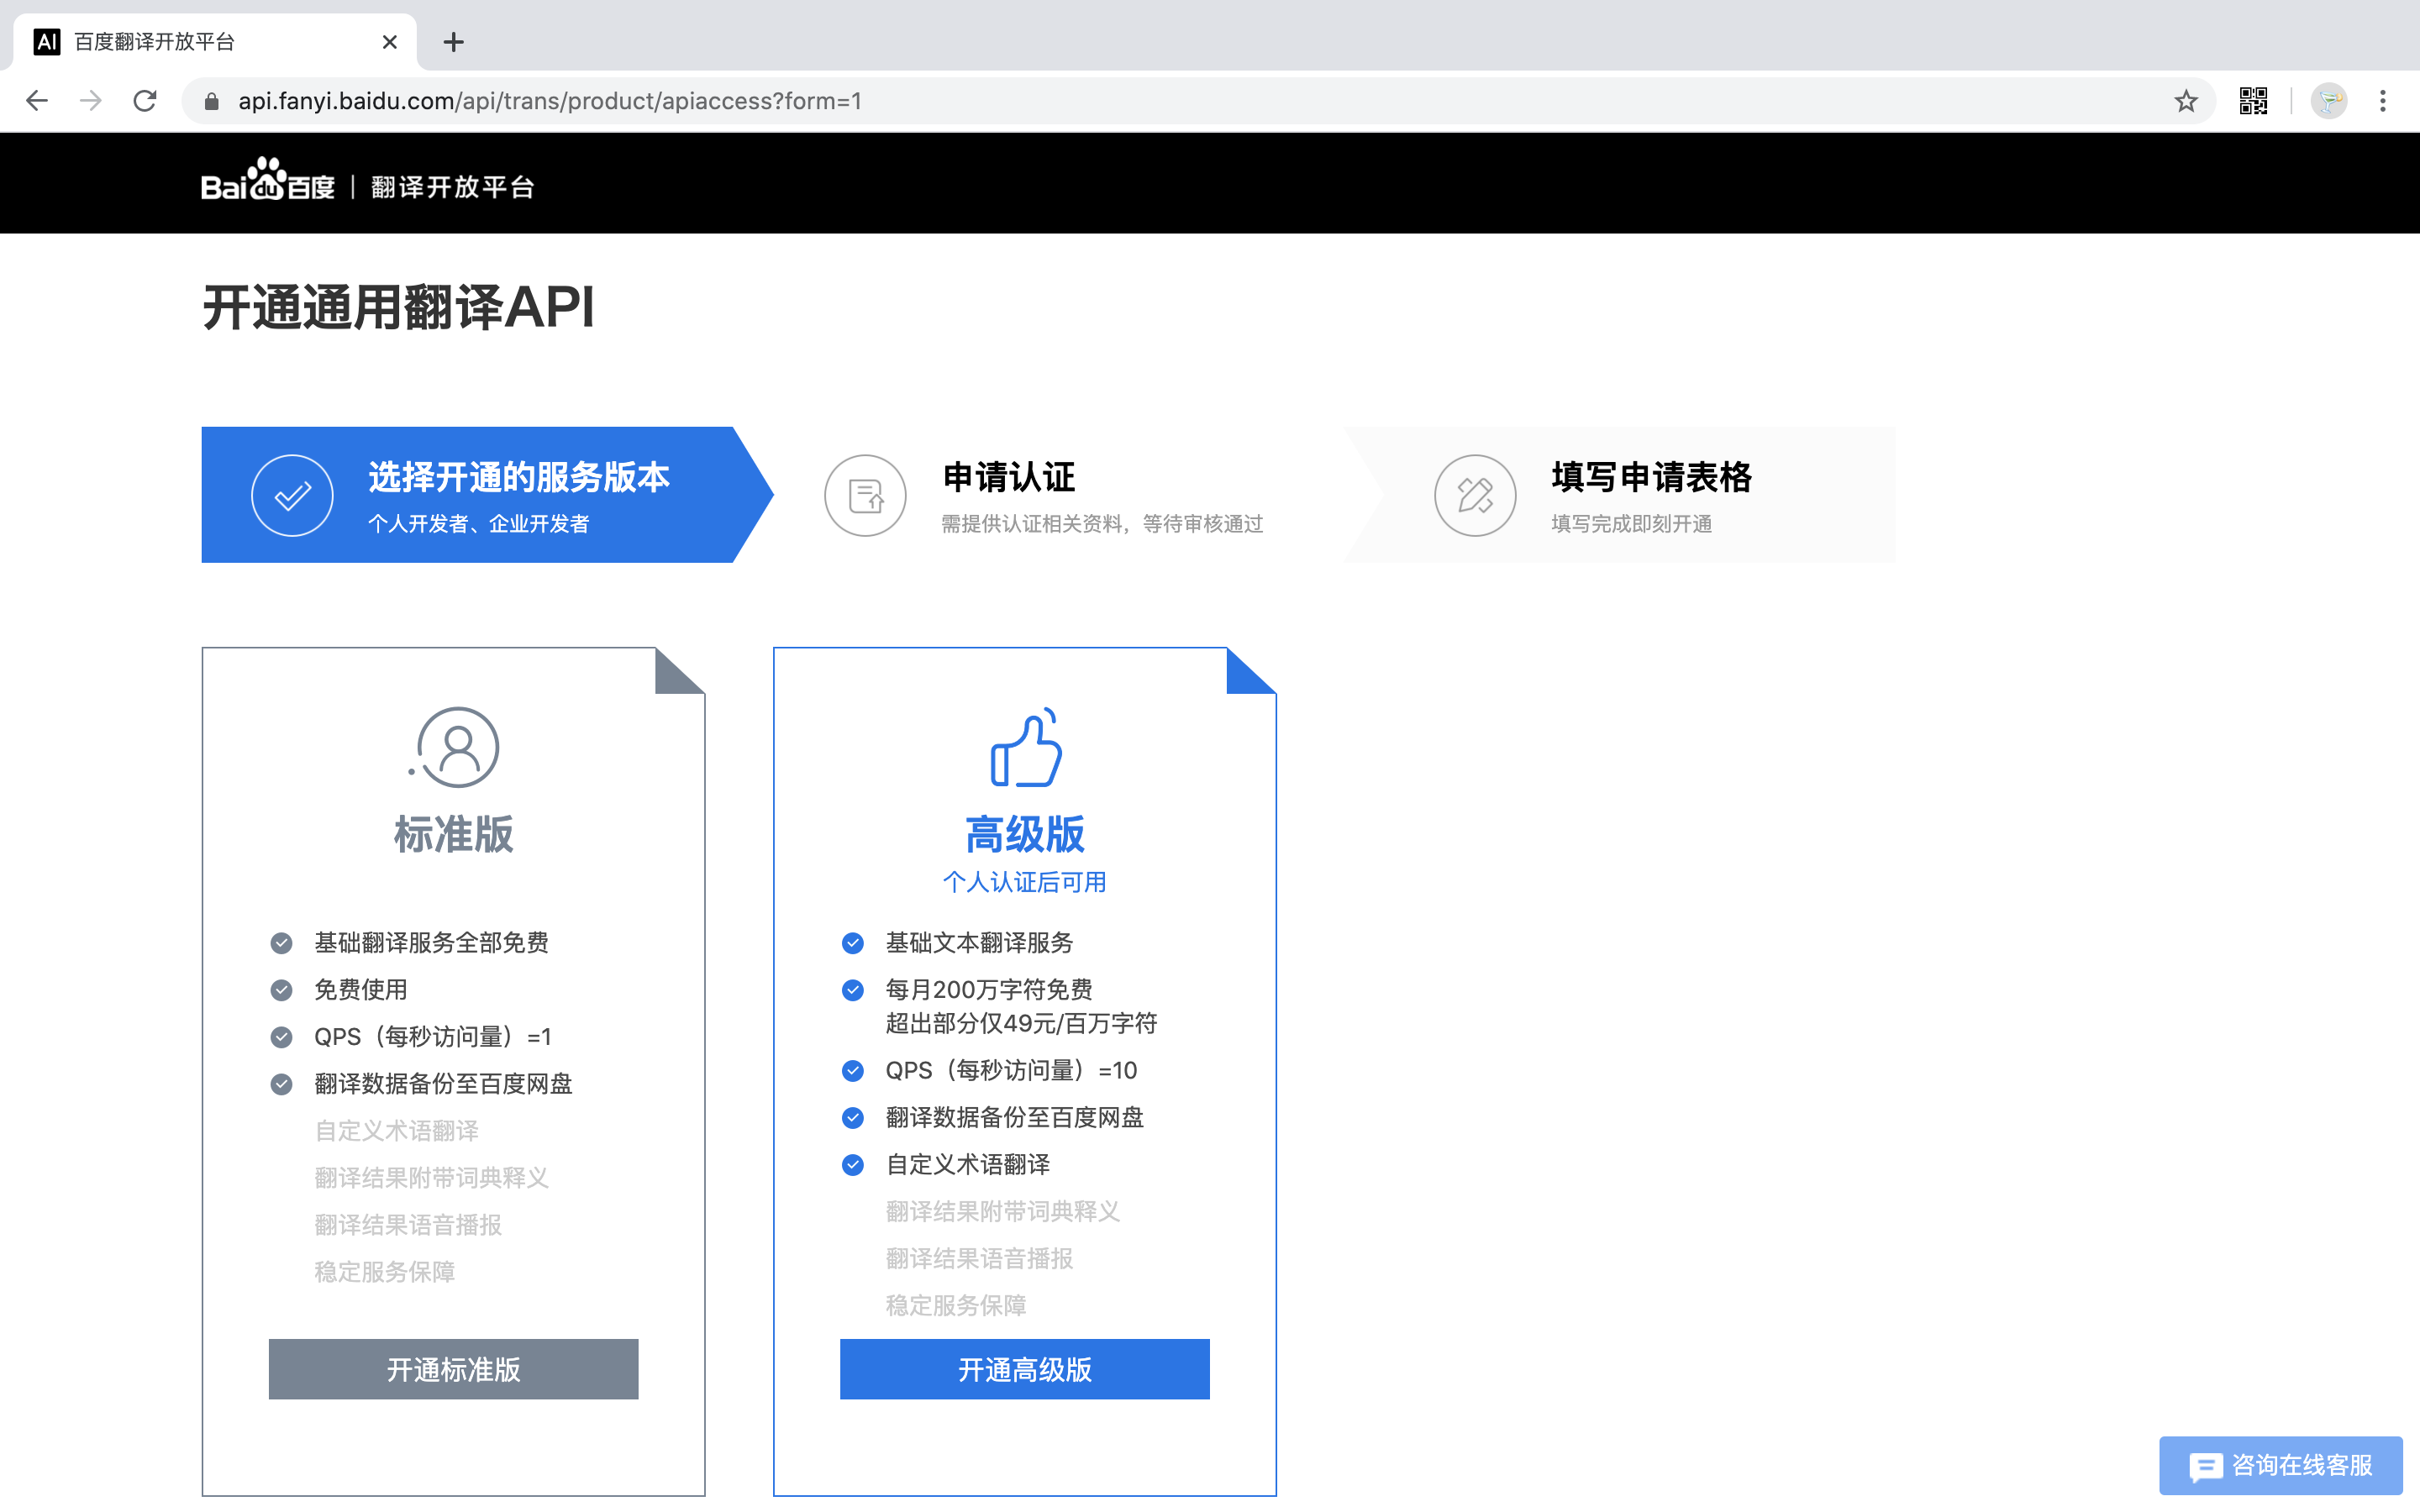 AI 百度翻译开放平台
api.fanyi.baidu.com/api/trans/product/apiaccess?form=1
Bai du 百度 | 翻译开放平台
开通通用翻译API
选择开通的服务版本
个人开发者、企业开发者
申请认证
需提供认证相关资料，等待审核通过
填写申请表格
填写完成即刻开通
标准版
基础翻译服务全部免费
免费使用
QPS（每秒访问量）=1
翻译数据备份至百度网盘
自定义术语翻译
翻译结果附带词典释义
翻译结果语音播报
稳定服务保障
开通标准版
高级版
个人认证后可用
基础文本翻译服务
每月200万字符免费
超出部分仅49元/百万字符
QPS（每秒访问量）=10
翻译数据备份至百度网盘
自定义术语翻译
翻译结果附带词典释义
翻译结果语音播报
稳定服务保障
开通高级版
咨询在线客服